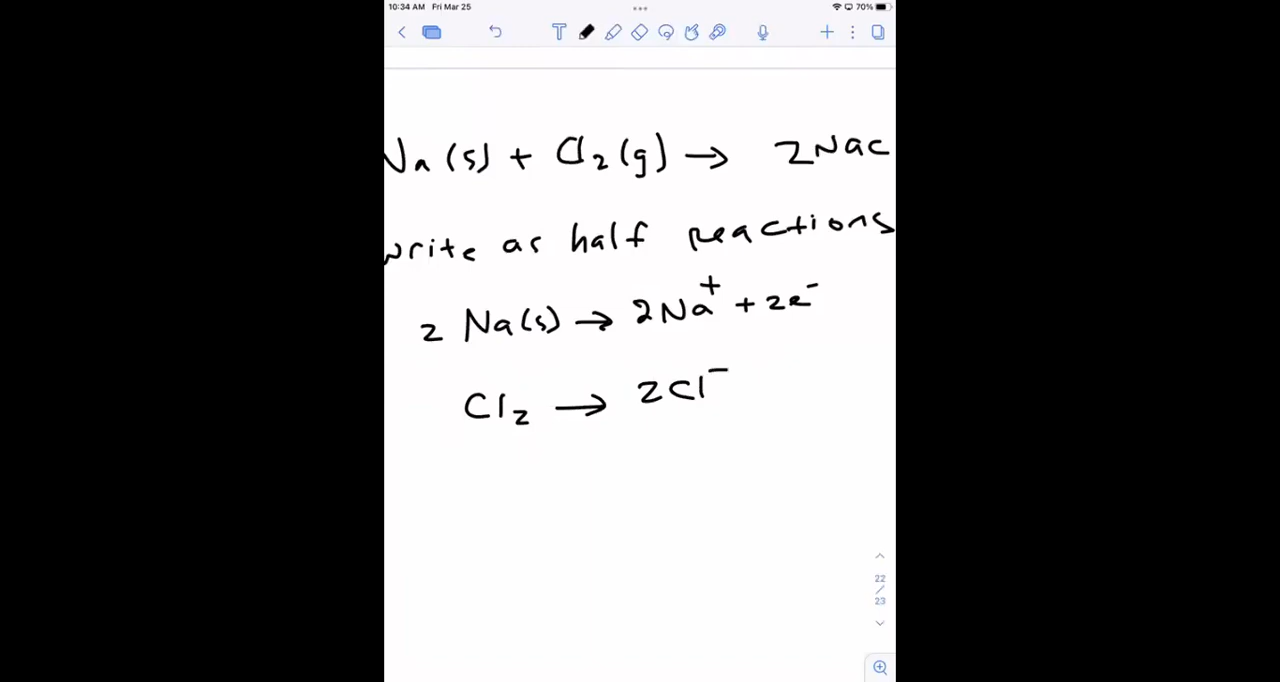 10:34 AM Fri Mar 25
70%
Na (s) + Cl₂ (g) → 2NaC
write as half reactions
2 Na(s) → 2Na⁺ + 2e⁻
Cl₂ → 2Cl⁻
22
/
23